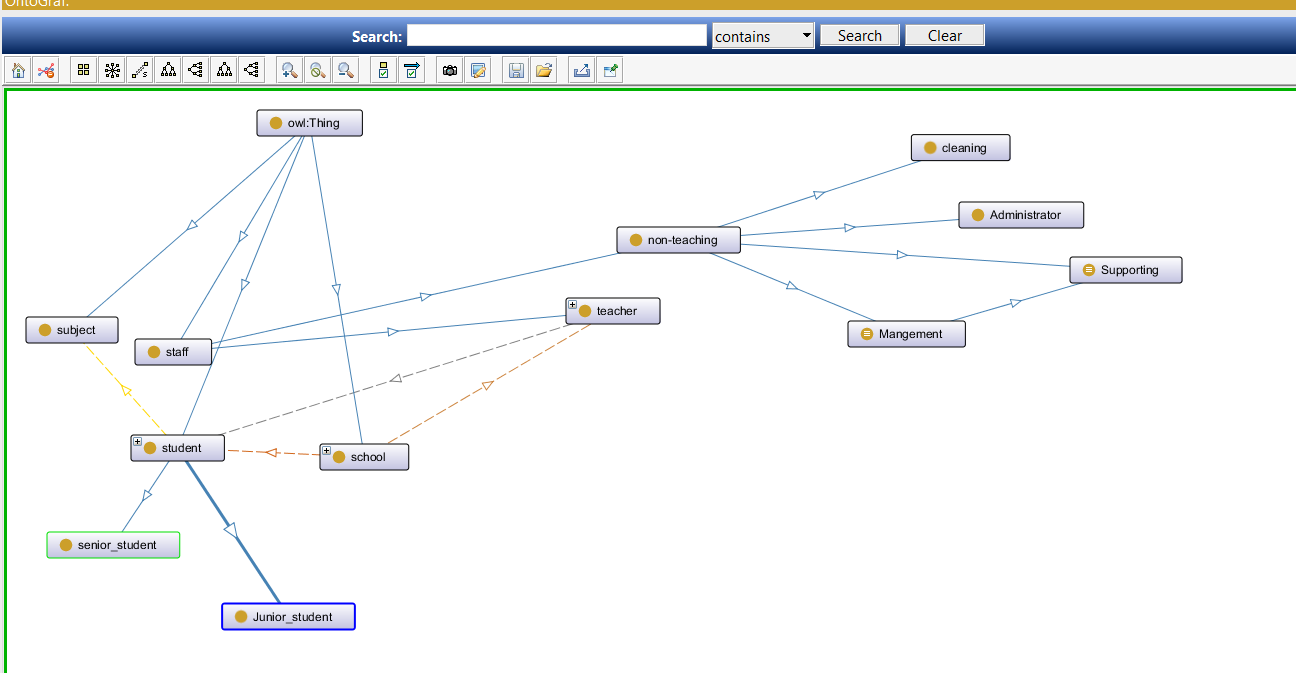 OntoGraf:
Search:
contains
Search
Clear
owl:Thing
cleaning
Administrator
non-teaching
Supporting
teacher
subject
Mangement
staff
student
school
senior_student
Junior_student